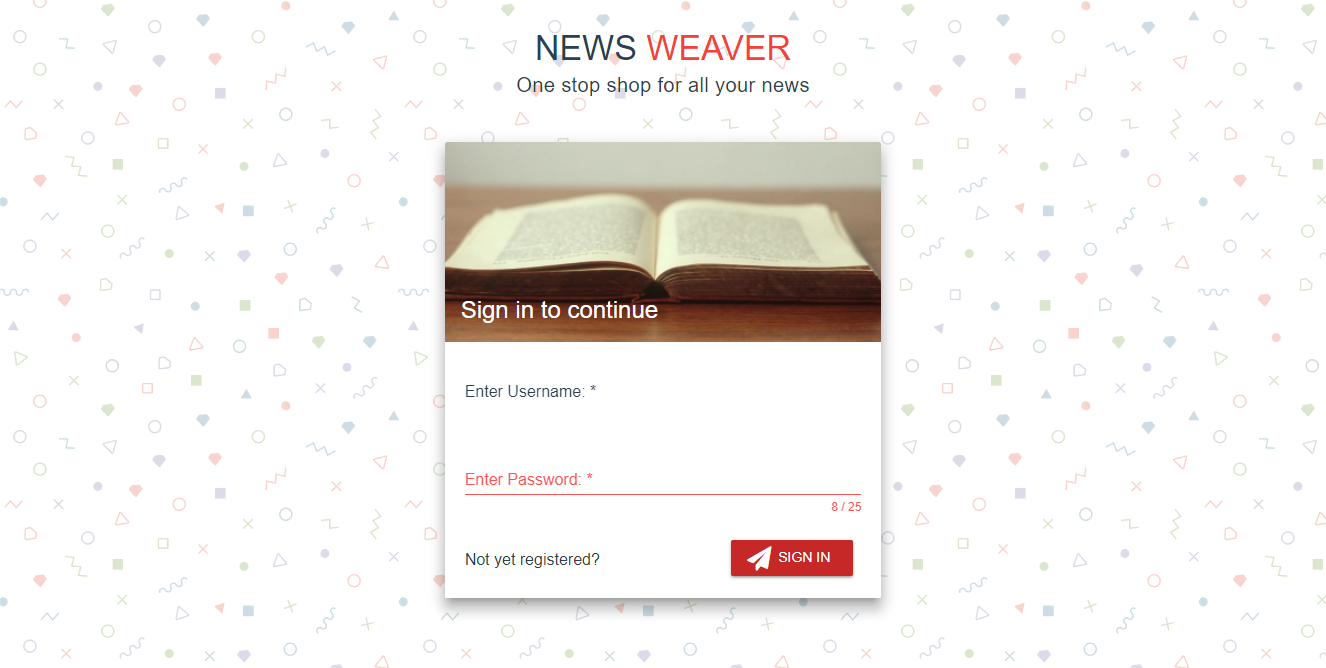 NEWS WEAVER
One stop shop for all your news
Sign in to continue
Enter Username: *
Enter Password: *
8 / 25
Not yet registered?
SIGN IN